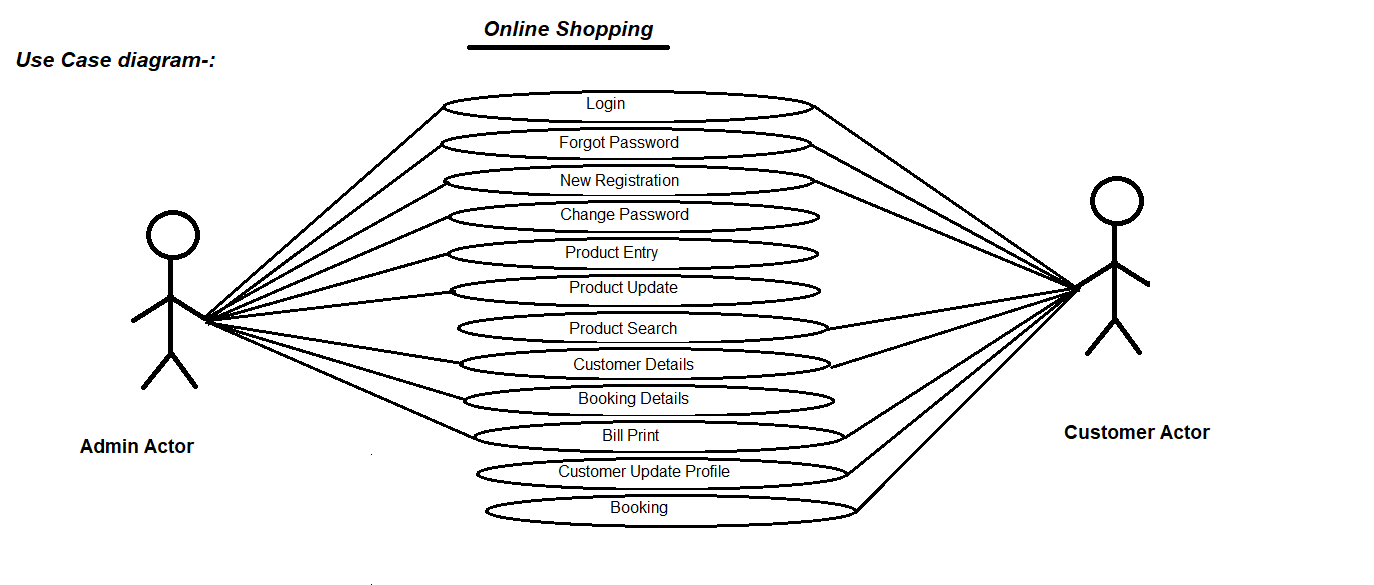 Online Shopping
Use Case diagram-:
Login
Forgot Password
New Registration
Change Password
Product Entry
Product Update
Product Search
Customer Details
Booking Details
Bill Print
Customer Update Profile
Booking
Admin Actor
Customer Actor